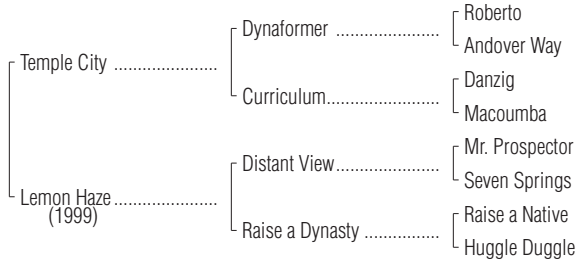 Roberto
Dynaformer ..................
Andover Way
Temple City ..................
Danzig
Curriculum....................
Macoumba
Mr. Prospector
Distant View..................
Seven Springs
Lemon Haze..................
(1999)
Raise a Native
Raise a Dynasty .............
Huggle Duggle